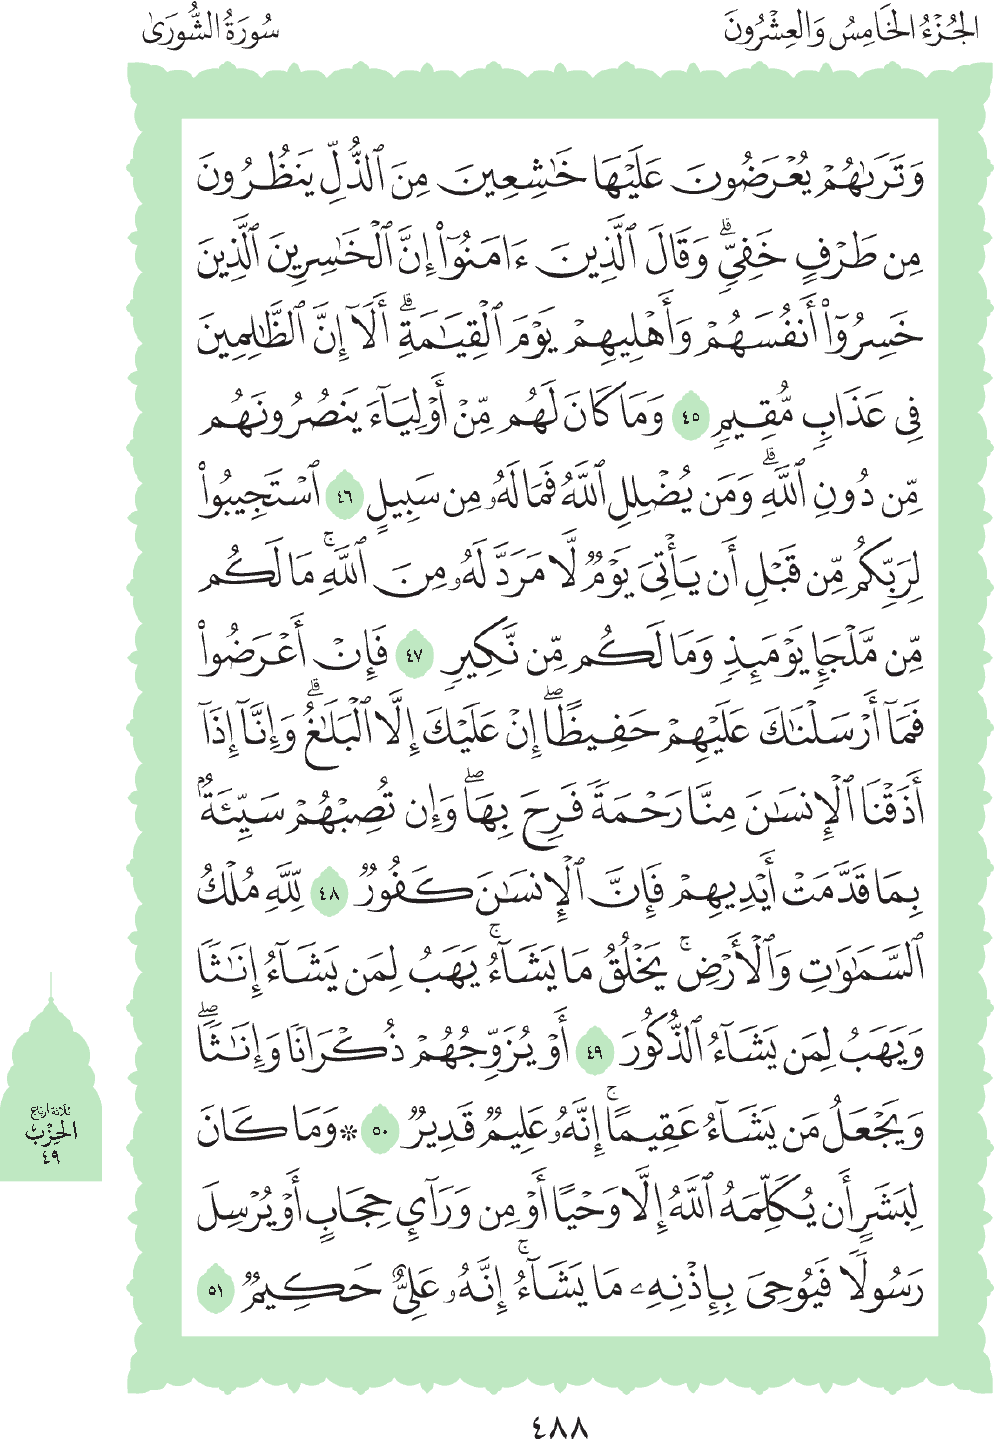 الجُزْءُ الخَامِسُ وَالعِشْرُونَ
سُورَةُ الشُّورَىٰ
وَتَرَىٰهُمْ يُعْرَضُونَ عَلَيْهَا خَٰشِعِينَ مِنَ ٱلذُّلِّ يَنظُرُونَ
مِن طَرْفٍ خَفِيٍّۗ وَقَالَ ٱلَّذِينَ ءَامَنُوٓا۟ إِنَّ ٱلْخَٰسِرِينَ ٱلَّذِينَ
خَسِرُوٓا۟ أَنفُسَهُمْ وَأَهْلِيهِمْ يَوْمَ ٱلْقِيَٰمَةِۗ أَلَآ إِنَّ ٱلظَّٰلِمِينَ
فِى عَذَابٍ مُّقِيمٍ ٤٥ وَمَا كَانَ لَهُم مِّنْ أَوْلِيَآءَ يَنصُرُونَهُم
مِّن دُونِ ٱللَّهِۗ وَمَن يُضْلِلِ ٱللَّهُ فَمَا لَهُۥ مِن سَبِيلٍ ٤٦ ٱسْتَجِيبُوا۟
لِرَبِّكُم مِّن قَبْلِ أَن يَأْتِىَ يَوْمٌ لَّا مَرَدَّ لَهُۥ مِنَ ٱللَّهِۚ مَا لَكُم
مِّن مَّلْجَإٍ يَوْمَئِذٍ وَمَا لَكُم مِّن نَّكِيرٍ ٤٧ فَإِنْ أَعْرَضُوا۟
فَمَآ أَرْسَلْنَٰكَ عَلَيْهِمْ حَفِيظًاۖ إِنْ عَلَيْكَ إِلَّا ٱلْبَلَٰغُۗ وَإِنَّآ إِذَآ
أَذَقْنَا ٱلْإِنسَٰنَ مِنَّا رَحْمَةً فَرِحَ بِهَاۖ وَإِن تُصِبْهُمْ سَيِّئَةٌۢ
بِمَا قَدَّمَتْ أَيْدِيهِمْ فَإِنَّ ٱلْإِنسَٰنَ كَفُورٌ ٤٨ لِّلَّهِ مُلْكُ
ٱلسَّمَٰوَٰتِ وَٱلْأَرْضِۚ يَخْلُقُ مَا يَشَآءُۚ يَهَبُ لِمَن يَشَآءُ إِنَٰثًا
وَيَهَبُ لِمَن يَشَآءُ ٱلذُّكُورَ ٤٩ أَوْ يُزَوِّجُهُمْ ذُكْرَانًا وَإِنَٰثًاۖ
وَيَجْعَلُ مَن يَشَآءُ عَقِيمًاۚ إِنَّهُۥ عَلِيمٌ قَدِيرٌ ٥٠ ۞ وَمَا كَانَ
لِبَشَرٍ أَن يُكَلِّمَهُ ٱللَّهُ إِلَّا وَحْيًا أَوْ مِن وَرَآئِ حِجَابٍ أَوْ يُرْسِلَ
رَسُولًا فَيُوحِىَ بِإِذْنِهِۦ مَا يَشَآءُۚ إِنَّهُۥ عَلِىٌّ حَكِيمٌ ٥١
ثلاثة أرباع
الحِزْبُ
٤٩
٤٨٨